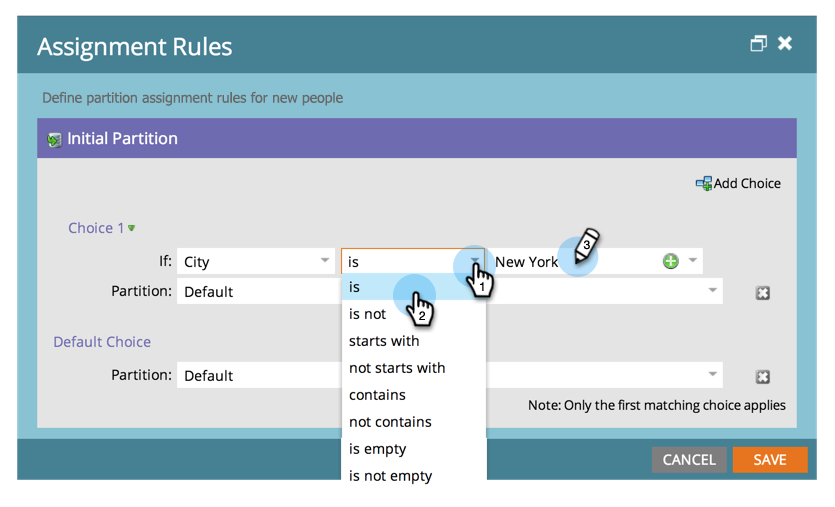 Assignment Rules
Define partition assignment rules for new people
Initial Partition
Add Choice
Choice 1
If: City is New York 3
1
Partition: Default
is
2
is not
starts with
not starts with
contains
not contains
is empty
is not empty
Default Choice
Partition: Default
Note: Only the first matching choice applies
CANCEL SAVE